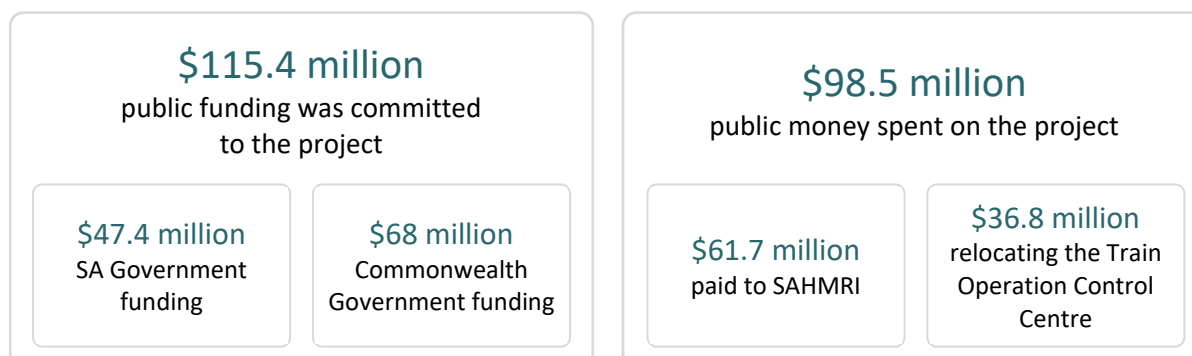 $115.4 million
public funding was committed
to the project
$47.4 million
SA Government
funding
$68 million
Commonwealth
Government funding
$98.5 million
public money spent on the project
$61.7 million
paid to SAHMRI
$36.8 million
relocating the Train
Operation Control
Centre